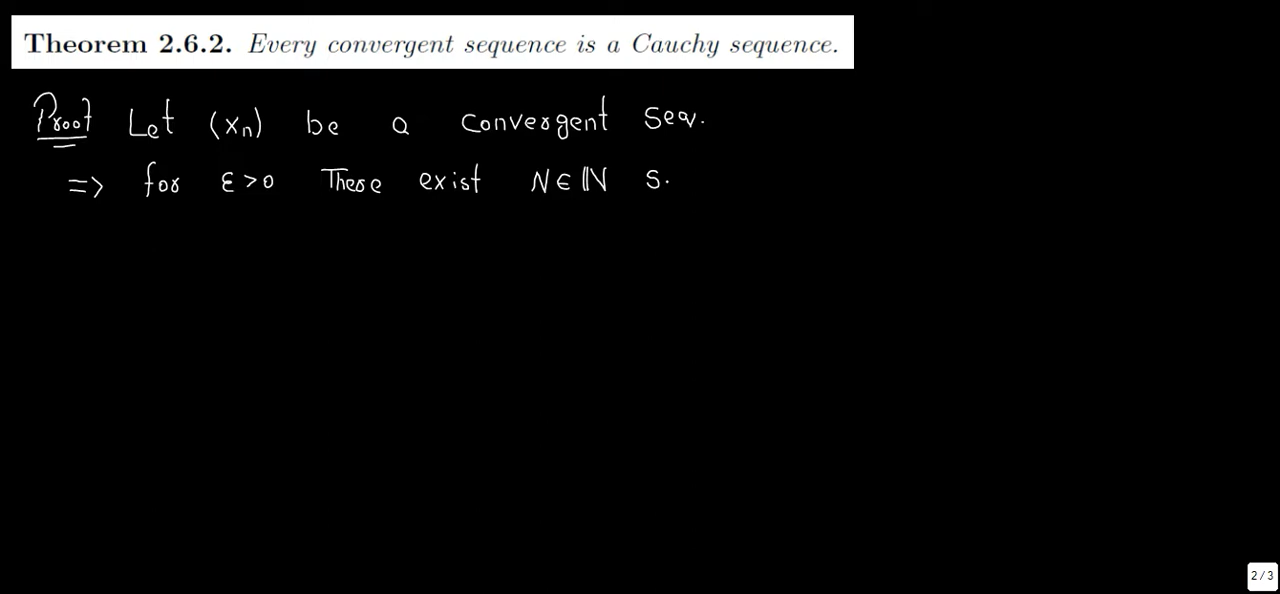 Theorem 2.6.2. Every convergent sequence is a Cauchy sequence.
Proof Let (xn) be a convergent seq.
=> for ε>0 There exist N∈ℕ s.
2/3